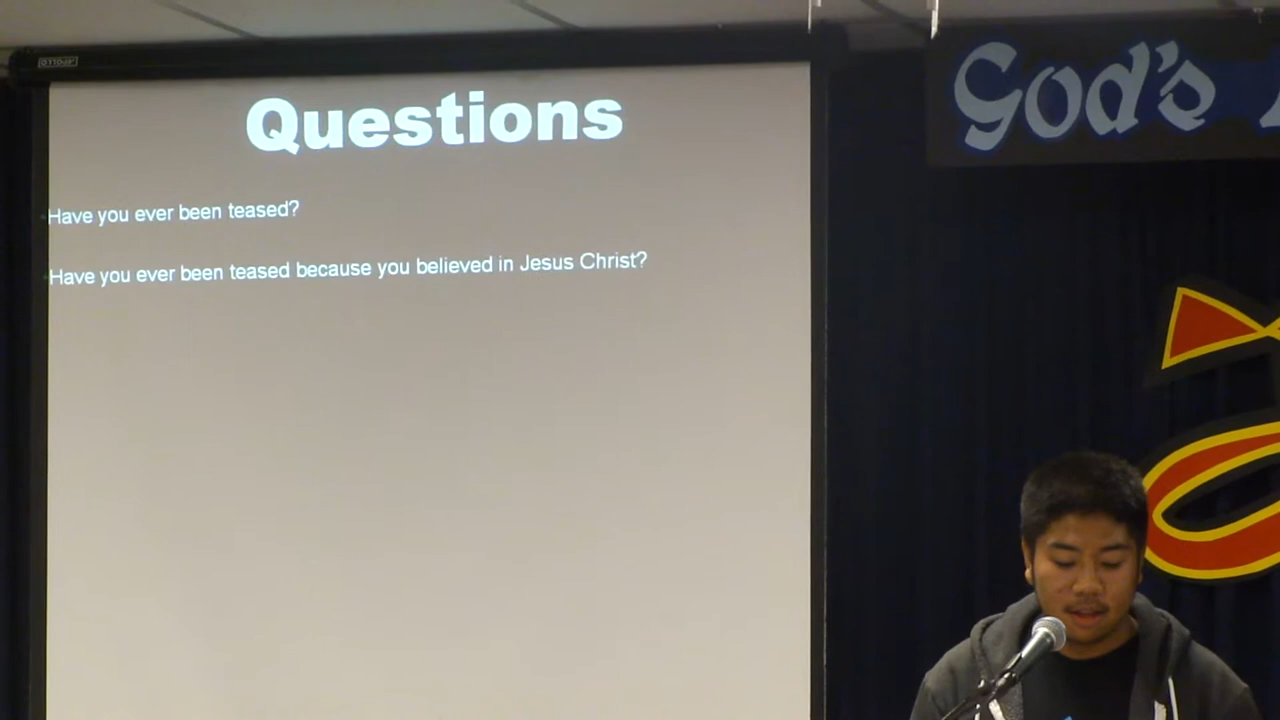 Questions
Have you ever been teased?
Have you ever been teased because you believed in Jesus Christ?
God's